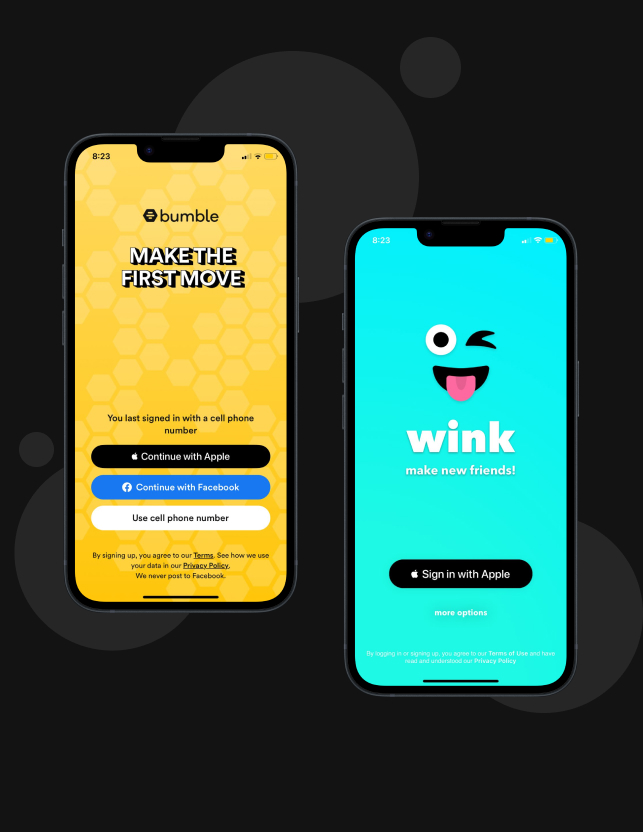 8:23
bumble
MAKE THE
FIRST MOVE
You last signed in with a cell phone
number
Continue with Apple
Continue with Facebook
Use cell phone number
By signing up, you agree to our Terms. See how we use
your data in our Privacy Policy.
We never post to Facebook.
8:23
wink
make new friends!
Sign in with Apple
more options
By logging in or signing up, you agree to our Terms of Use and have
read and understood our Privacy Policy